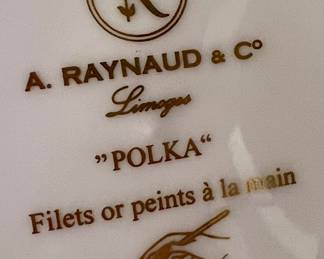 R
A. RAYNAUD & Cº
Limoges
„POLKA“
Filets or peints à la main